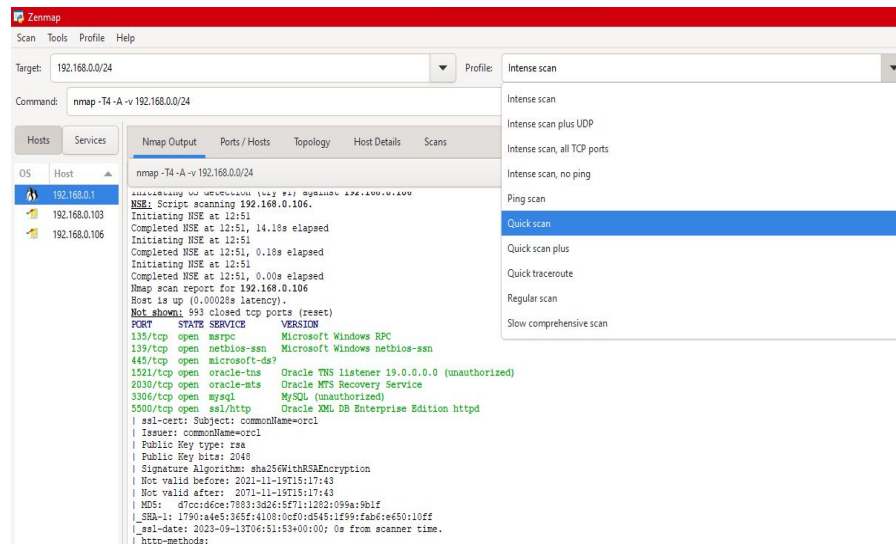 Zenmap
Scan Tools Profile Help
Target: 192.168.0.0/24 Profile: Intense scan
Command: nmap -T4 -A -v 192.168.0.0/24
Intense scan
Intense scan plus UDP
Intense scan, all TCP ports
Intense scan, no ping
Ping scan
Quick scan
Quick scan plus
Quick traceroute
Regular scan
Slow comprehensive scan
Hosts Services
OS Host
192.168.0.1
192.168.0.103
192.168.0.106
Nmap Output Ports / Hosts Topology Host Details Scans
nmap -T4 -A -v 192.168.0.0/24
Initiating OS detection (try #1) against 192.168.0.106
NSE: Script scanning 192.168.0.106.
Initiating NSE at 12:51
Completed NSE at 12:51, 14.18s elapsed
Initiating NSE at 12:51
Completed NSE at 12:51, 0.18s elapsed
Initiating NSE at 12:51
Completed NSE at 12:51, 0.00s elapsed
Nmap scan report for 192.168.0.106
Host is up (0.00028s latency).
Not shown: 993 closed tcp ports (reset)
PORT STATE SERVICE VERSION
135/tcp open msrpc Microsoft Windows RPC
139/tcp open netbios-ssn Microsoft Windows netbios-ssn
445/tcp open microsoft-ds?
1521/tcp open oracle-tns Oracle TNS listener 19.0.0.0.0 (unauthorized)
2030/tcp open oracle-mts Oracle MTS Recovery Service
3306/tcp open mysql MySQL (unauthorized)
5500/tcp open ssl/http Oracle XML DB Enterprise Edition httpd
| ssl-cert: Subject: commonName=orcl
| Issuer: commonName=orcl
| Public Key type: rsa
| Public Key bits: 2048
| Signature Algorithm: sha256WithRSAEncryption
| Not valid before: 2021-11-19T15:17:43
| Not valid after: 2071-11-19T15:17:43
| MD5: d7cc:d6ce:7883:3d26:5f71:1282:099a:9b1f
|_SHA-1: 1790:a4e5:365f:4108:0cf0:d545:1f99:fab6:e650:10ff
|_ssl-date: 2023-09-13T06:51:53+00:00; 0s from scanner time.
| http-methods: